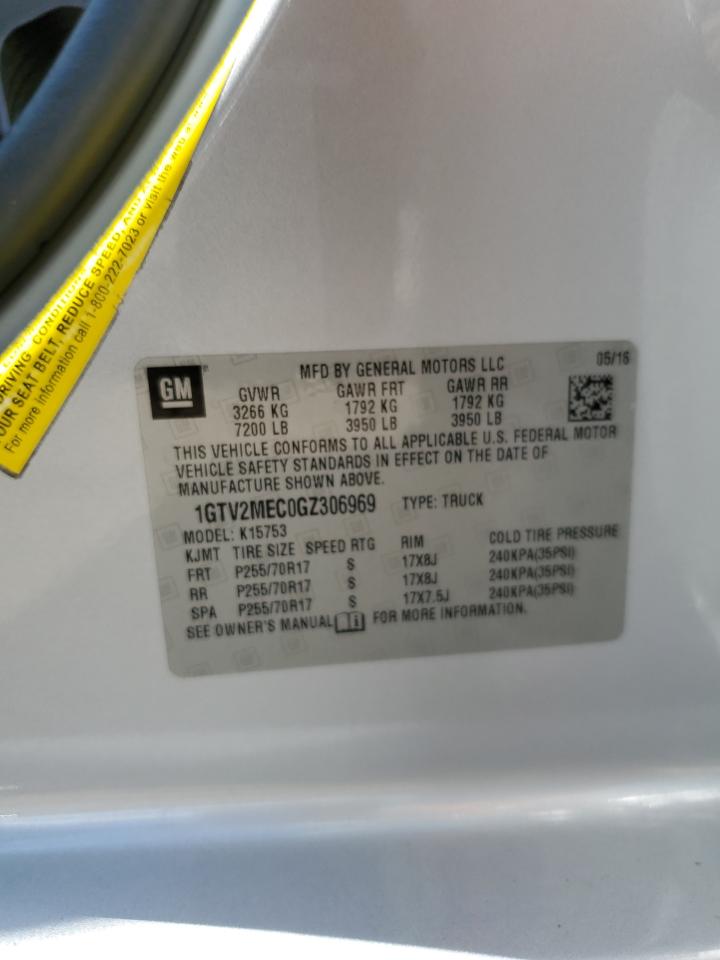 DRIVING CONDITIONS
YOUR SEAT BELT, REDUCE SPEED, AND
For more information call 1-800-222-7023 or visit the web at
GM
MFD BY GENERAL MOTORS LLC 05/16
GVWR GAWR FRT GAWR RR
3266 KG 1792 KG 1792 KG
7200 LB 3950 LB 3950 LB
THIS VEHICLE CONFORMS TO ALL APPLICABLE U.S. FEDERAL MOTOR
VEHICLE SAFETY STANDARDS IN EFFECT ON THE DATE OF
MANUFACTURE SHOWN ABOVE.
1GTV2MEC0GZ306969 TYPE: TRUCK
MODEL: K15753
KJMT TIRE SIZE SPEED RTG RIM COLD TIRE PRESSURE
FRT P255/70R17 S 17X8J 240KPA(35PSI)
RR P255/70R17 S 17X8J 240KPA(35PSI)
SPA P255/70R17 S 17X7.5J 240KPA(35PSI)
SEE OWNER'S MANUAL FOR MORE INFORMATION.